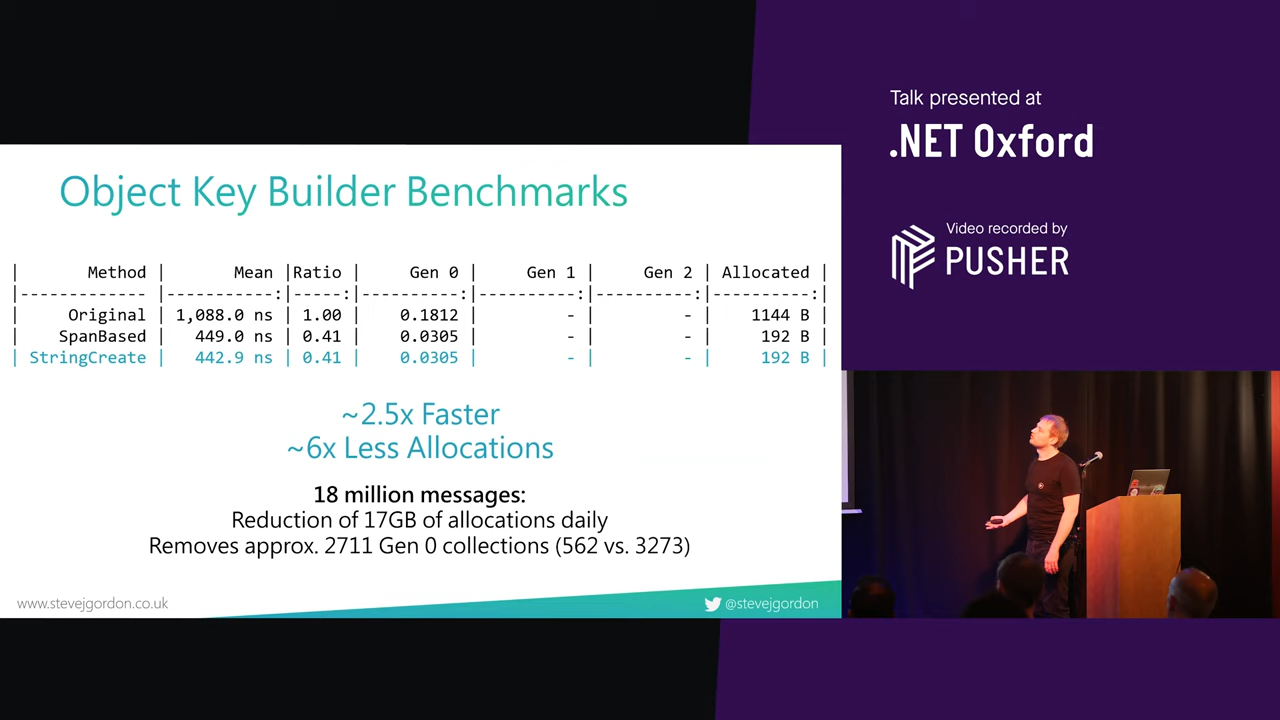 Talk presented at
.NET Oxford
Video recorded by
PUSHER
Object Key Builder Benchmarks
| Method | Mean |Ratio | Gen 0 | Gen 1 | Gen 2 | Allocated |
|------------- |-----------:|-----:|----------:|----------:|----------:|----------:|
| Original | 1,088.0 ns | 1.00 | 0.1812 | - | - | 1144 B |
| SpanBased | 449.0 ns | 0.41 | 0.0305 | - | - | 192 B |
| StringCreate | 442.9 ns | 0.41 | 0.0305 | - | - | 192 B |
~2.5x Faster
~6x Less Allocations
18 million messages:
Reduction of 17GB of allocations daily
Removes approx. 2711 Gen 0 collections (562 vs. 3273)
www.stevejgordon.co.uk
@stevejgordon